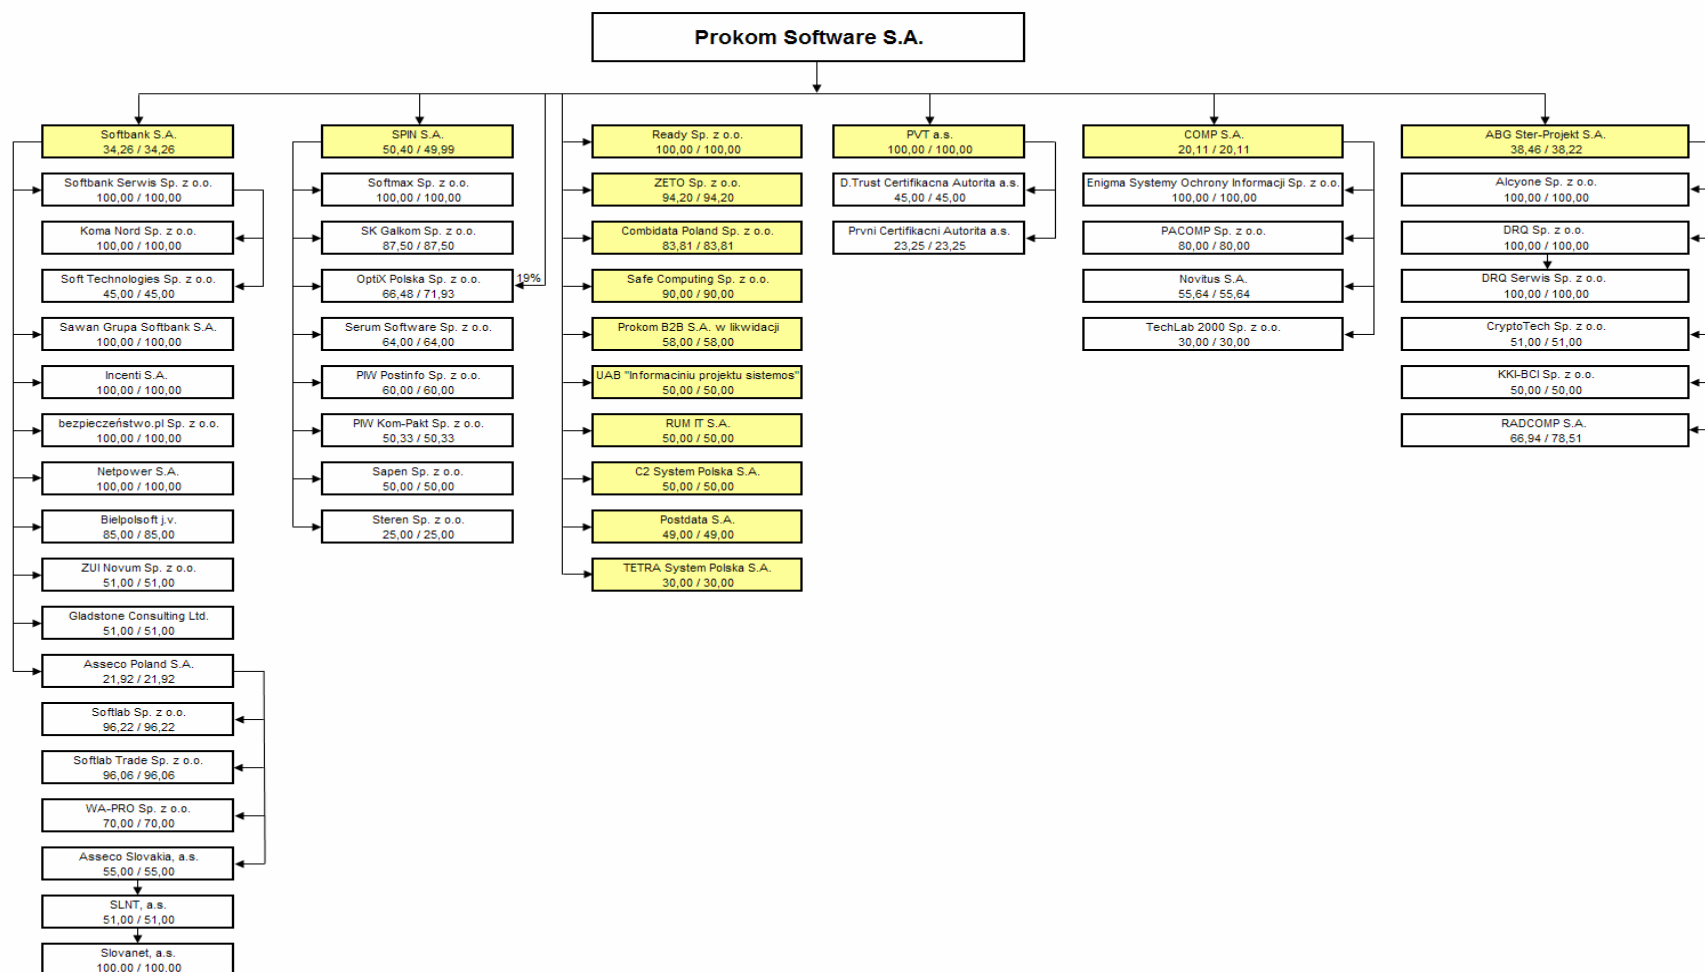 Prokom Software S.A.
Softbank S.A.
34,26 / 34,26
Softbank Serwis Sp. z o.o.
100,00 / 100,00
Koma Nord Sp. z o.o.
100,00 / 100,00
Soft Technologies Sp. z o.o.
45,00 / 45,00
Sawan Grupa Softbank S.A.
100,00 / 100,00
Incenti S.A.
100,00 / 100,00
bezpieczeństwo.pl Sp. z o.o.
100,00 / 100,00
Netpower S.A.
100,00 / 100,00
Bielpolsoft j.v.
85,00 / 85,00
ZUI Novum Sp. z o.o.
51,00 / 51,00
Gladstone Consulting Ltd.
51,00 / 51,00
Asseco Poland S.A.
21,92 / 21,92
Softlab Sp. z o.o.
96,22 / 96,22
Softlab Trade Sp. z o.o.
96,06 / 96,06
WA-PRO Sp. z o.o.
70,00 / 70,00
Asseco Slovakia, a.s.
55,00 / 55,00
SLNT, a.s.
51,00 / 51,00
Slovanet, a.s.
100,00 / 100,00
SPIN S.A.
50,40 / 49,99
Softmax Sp. z o.o.
100,00 / 100,00
SK Galkom Sp. z o.o.
87,50 / 87,50
OptiX Polska Sp. z o.o.
66,48 / 71,93
19%
Serum Software Sp. z o.o.
64,00 / 64,00
PIW Postinfo Sp. z o.o.
60,00 / 60,00
PIW Kom-Pakt Sp. z o.o.
50,33 / 50,33
Sapen Sp. z o.o.
50,00 / 50,00
Steren Sp. z o.o.
25,00 / 25,00
Ready Sp. z o.o.
100,00 / 100,00
ZETO Sp. z o.o.
94,20 / 94,20
Combidata Poland Sp. z o.o.
83,81 / 83,81
Safe Computing Sp. z o.o.
90,00 / 90,00
Prokom B2B S.A. w likwidacji
58,00 / 58,00
UAB "Informaciniu projektu sistemos"
50,00 / 50,00
RUM IT S.A.
50,00 / 50,00
C2 System Polska S.A.
50,00 / 50,00
Postdata S.A.
49,00 / 49,00
TETRA System Polska S.A.
30,00 / 30,00
PVT a.s.
100,00 / 100,00
D.Trust Certifikacna Autorita a.s.
45,00 / 45,00
Prvni Certifikacni Autorita a.s.
23,25 / 23,25
COMP S.A.
20,11 / 20,11
Enigma Systemy Ochrony Informacji Sp. z o.o.
100,00 / 100,00
PACOMP Sp. z o.o.
80,00 / 80,00
Novitus S.A.
55,64 / 55,64
TechLab 2000 Sp. z o.o.
30,00 / 30,00
ABG Ster-Projekt S.A.
38,46 / 38,22
Alcyone Sp. z o.o.
100,00 / 100,00
DRQ Sp. z o.o.
100,00 / 100,00
DRQ Serwis Sp. z o.o.
100,00 / 100,00
CryptoTech Sp. z o.o.
51,00 / 51,00
KKI-BCI Sp. z o.o.
50,00 / 50,00
RADCOMP S.A.
66,94 / 78,51